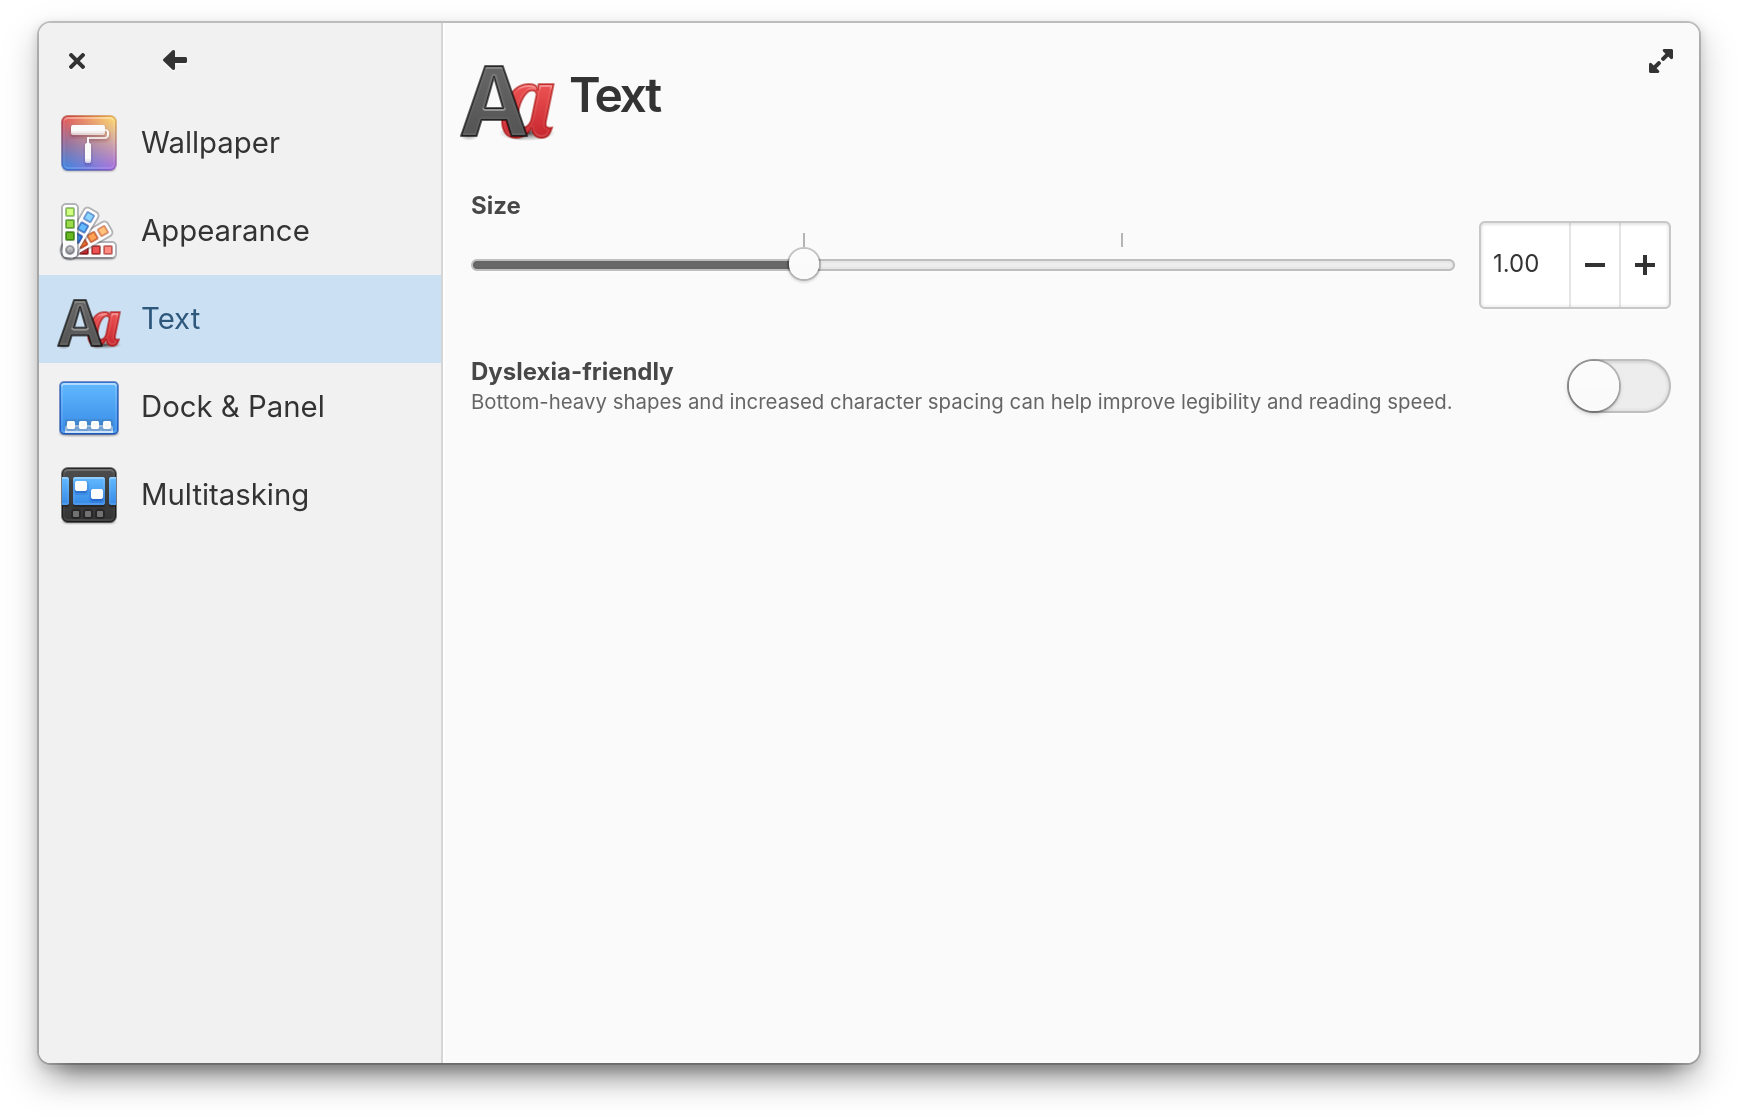 Wallpaper
Appearance
Text
Dock & Panel
Multitasking
Text
Size
1.00
Dyslexia-friendly
Bottom-heavy shapes and increased character spacing can help improve legibility and reading speed.